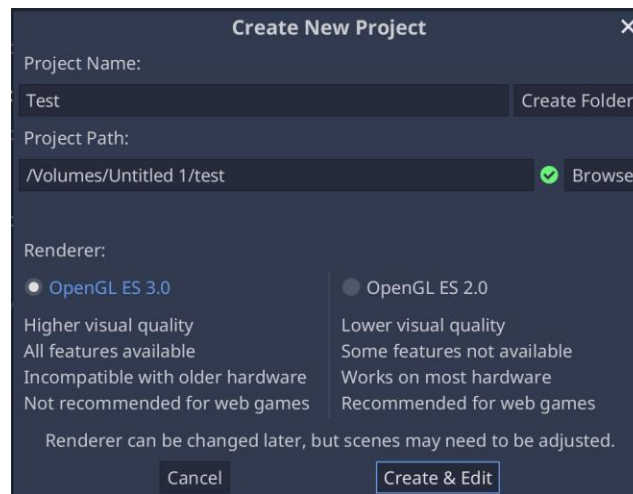 Create New Project
Project Name:
Test
Create Folder
Project Path:
/Volumes/Untitled 1/test
Browse
Renderer:
OpenGL ES 3.0
Higher visual quality
All features available
Incompatible with older hardware
Not recommended for web games
OpenGL ES 2.0
Lower visual quality
Some features not available
Works on most hardware
Recommended for web games
Renderer can be changed later, but scenes may need to be adjusted.
Cancel
Create & Edit